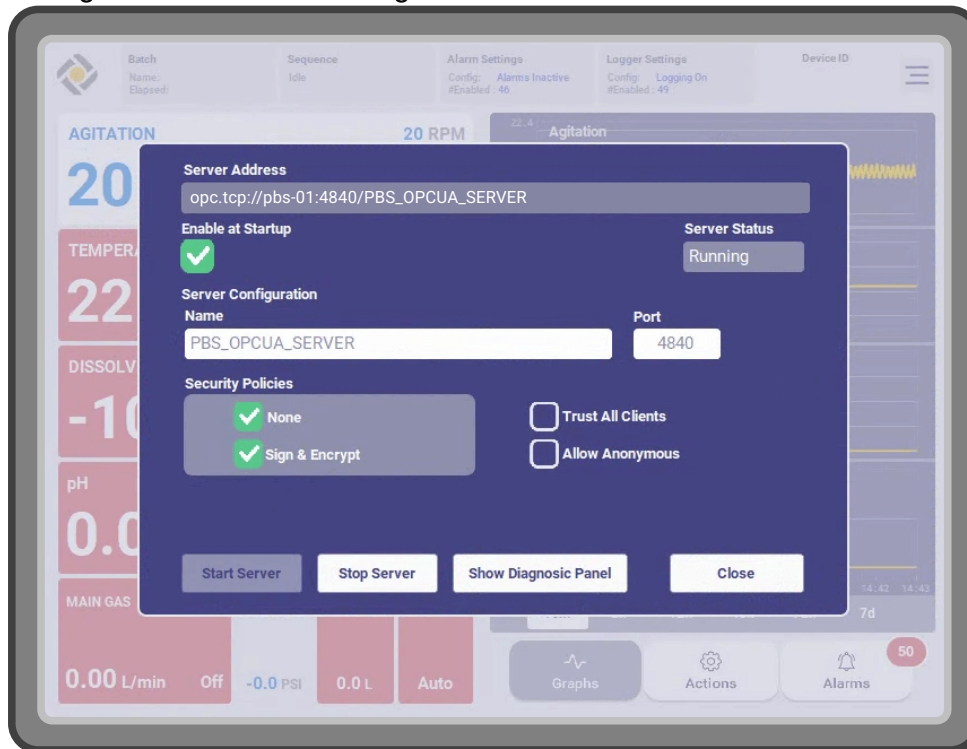 Batch
Name:
Elapsed:
Sequence
Idle
Alarm Settings
Config: Alarms Inactive
#Enabled : 46
Logger Settings
Config: Logging On
#Enabled : 49
Device ID
AGITATION 20 RPM
20
22.4 Agitation
Server Address
opc.tcp://pbs-01:4840/PBS_OPCUA_SERVER
Enable at Startup
Server Status
Running
TEMPERA
22
Server Configuration
Name
Port
PBS_OPCUA_SERVER
4840
DISSOLV
-10
Security Policies
None
Trust All Clients
Sign & Encrypt
Allow Anonymous
pH
0.0
Start Server
Stop Server
Show Diagnosic Panel
Close
14:42 14:43
MAIN GAS
7d
0.00 L/min Off
-0.0 PSI
0.0 L
Auto
Graphs
Actions
Alarms
50